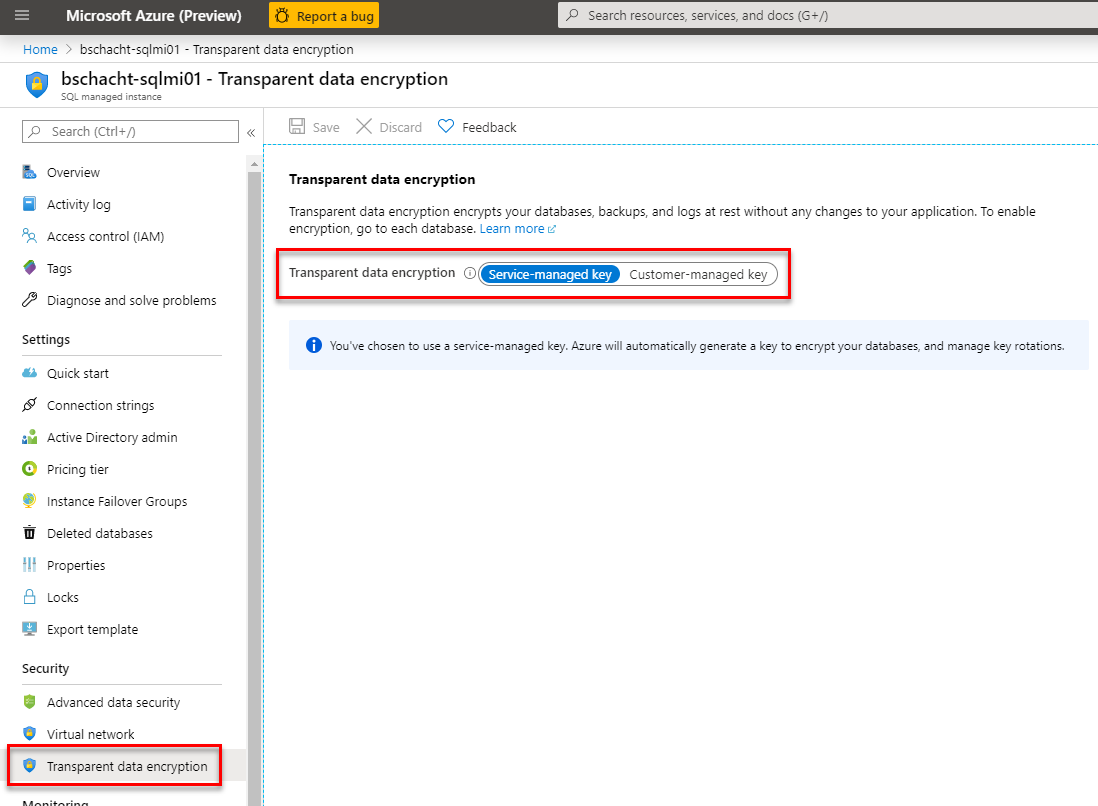 Microsoft Azure (Preview)
Report a bug
Search resources, services, and docs (G+/)
Home > bschacht-sqlmi01 - Transparent data encryption
bschacht-sqlmi01 - Transparent data encryption
SQL managed instance
Search (Ctrl+/)
«
Overview
Activity log
Access control (IAM)
Tags
Diagnose and solve problems
Settings
Quick start
Connection strings
Active Directory admin
Pricing tier
Instance Failover Groups
Deleted databases
Properties
Locks
Export template
Security
Advanced data security
Virtual network
Transparent data encryption
Monitoring
Save
Discard
Feedback
Transparent data encryption
Transparent data encryption encrypts your databases, backups, and logs at rest without any changes to your application. To enable
encryption, go to each database. Learn more
Transparent data encryption
Service-managed key
Customer-managed key
You've chosen to use a service-managed key. Azure will automatically generate a key to encrypt your databases, and manage key rotations.